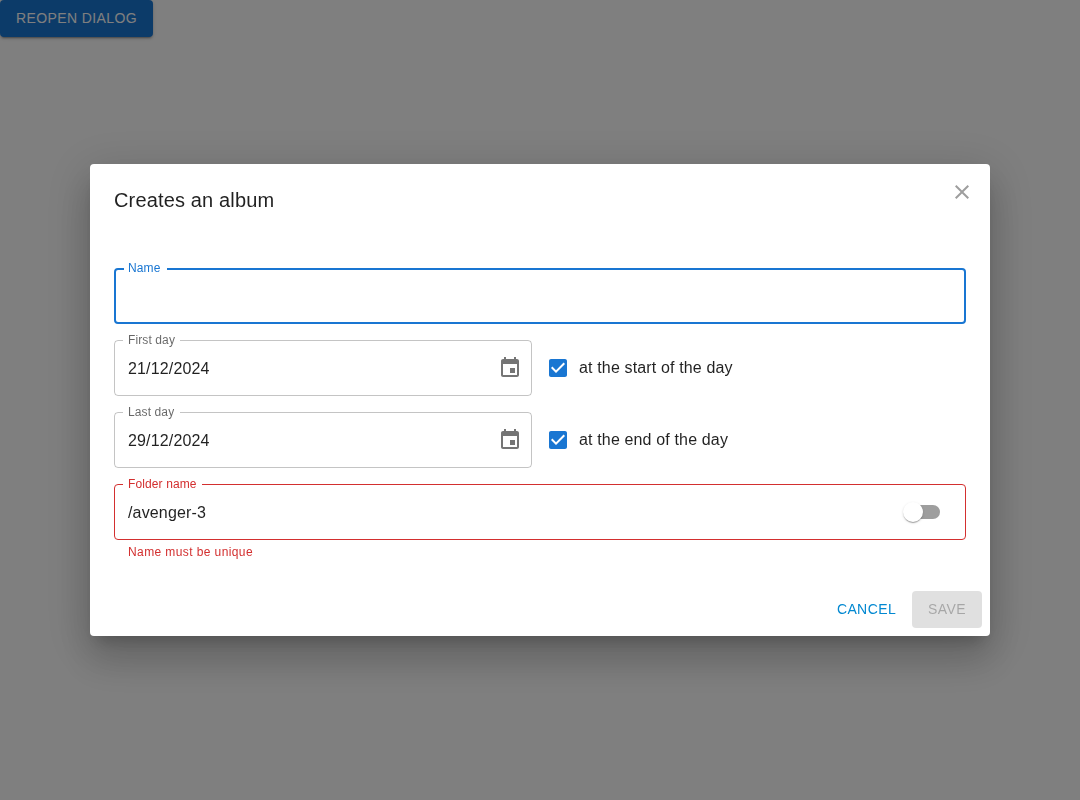 REOPEN DIALOG
Creates an album
Name
First day
21/12/2024
at the start of the day
Last day
29/12/2024
at the end of the day
Folder name
/avenger-3
Name must be unique
CANCEL
SAVE